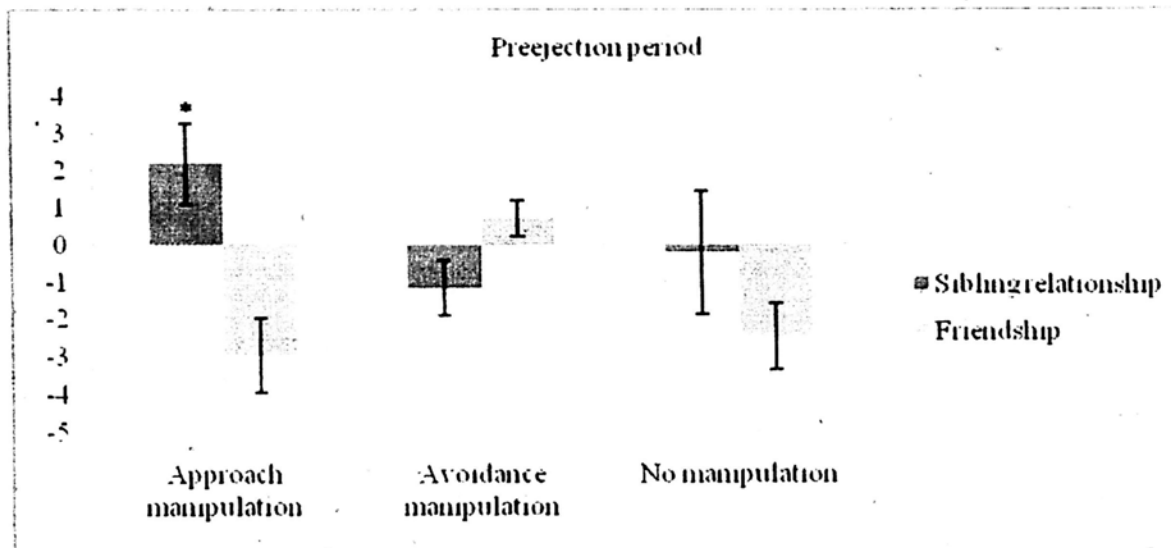 Preejection period
4
*
3
2
1
0
-1
-2
-3
-4
-5
Sibling relationship
Friendship
Approach
manipulation
Avoidance
manipulation
No manipulation